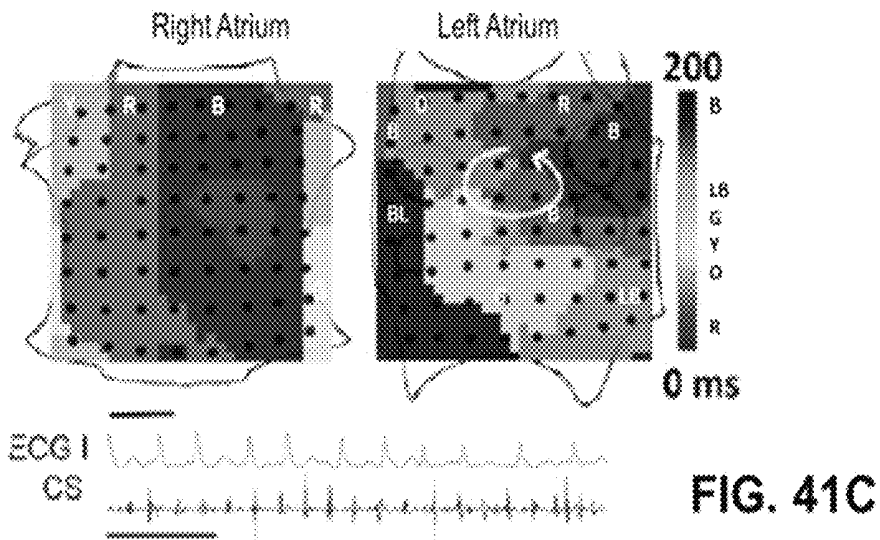 Right Atrium
Left Atrium
200
R
B
R
R
B
B
BL
B
B
LB
G
Y
O
R
0 ms
ECG I
CS
FIG. 41C